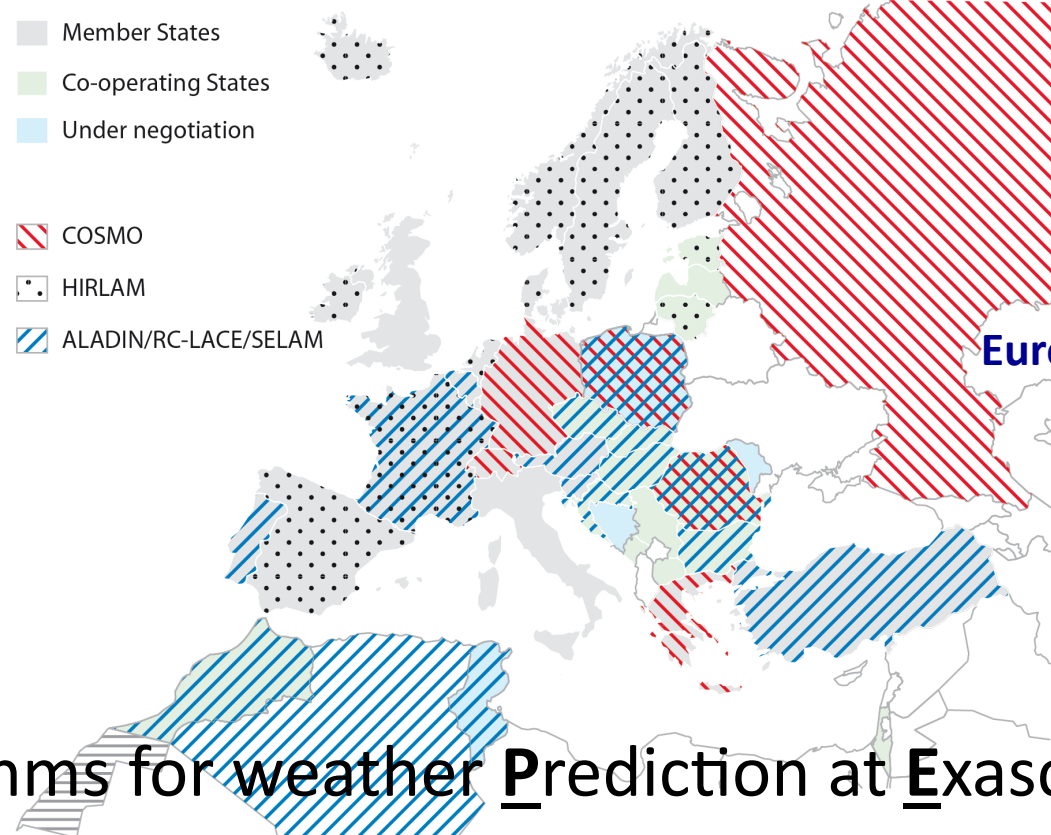 Member States
Co-operating States
Under negotiation
COSMO
HIRLAM
ALADIN/RC-LACE/SELAM
Euro
hms for weather Prediction at Exasc